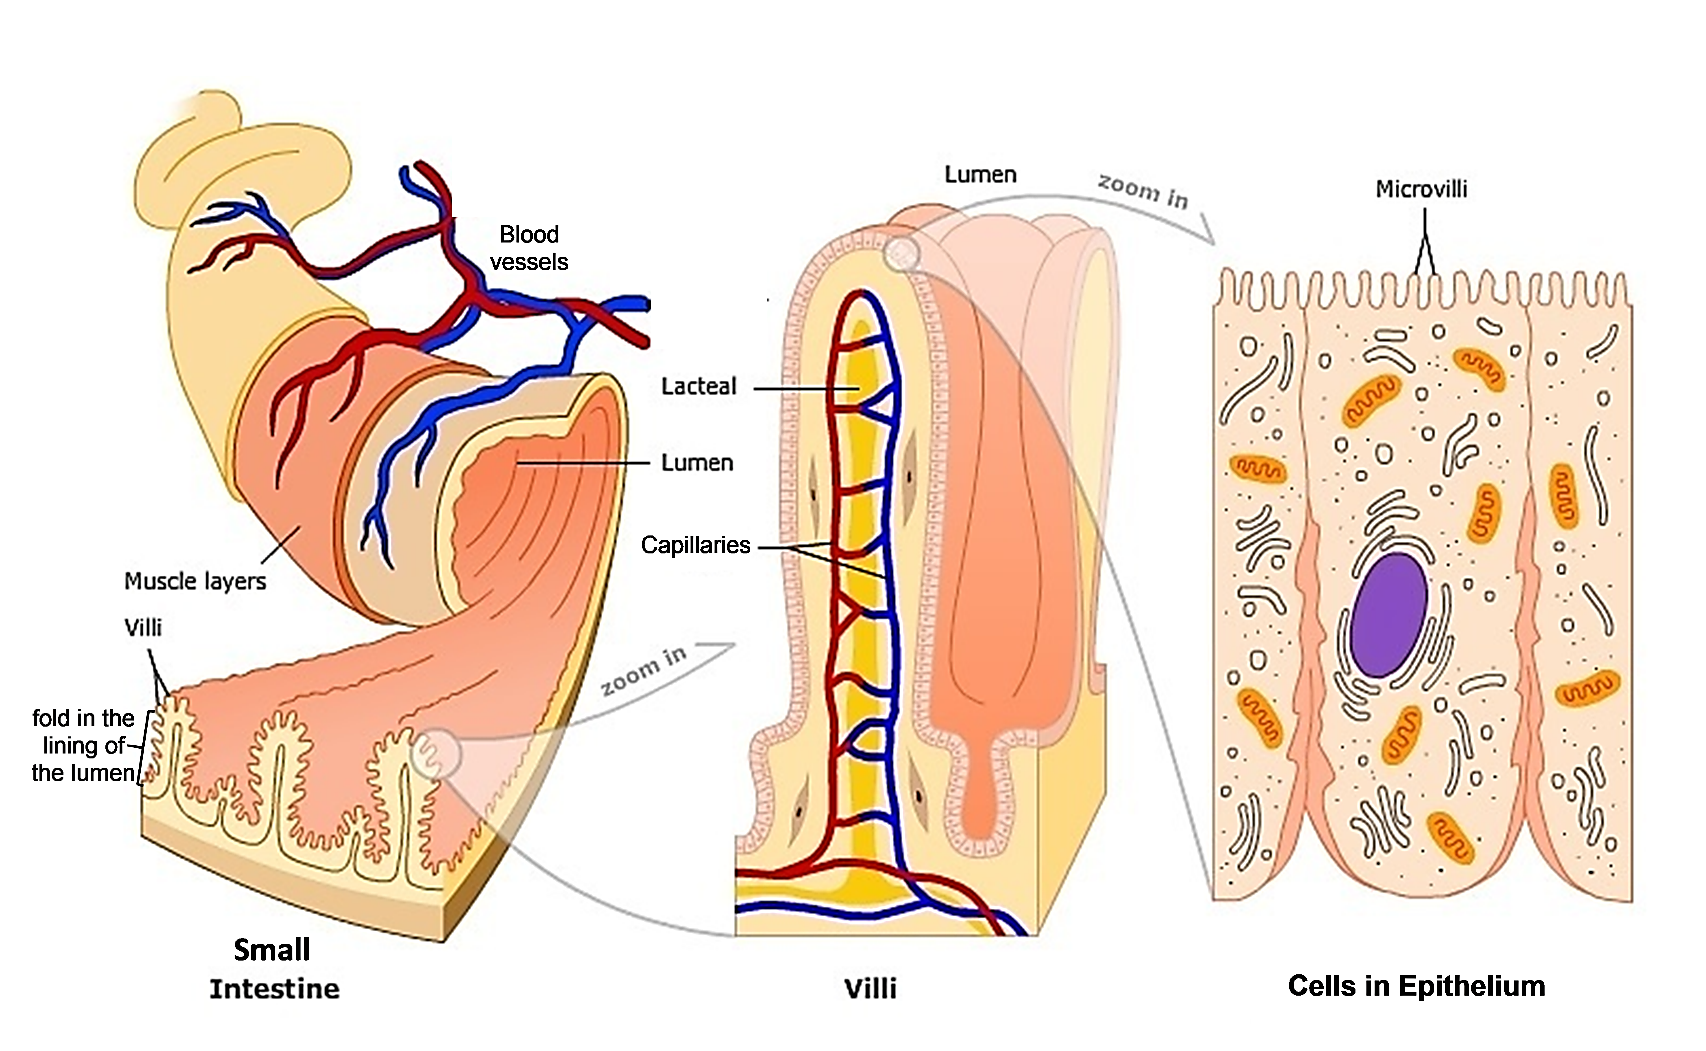 Blood
vessels
Lumen
Muscle layers
Villi
fold in the
lining of
the lumen
zoom in
Small
Intestine
Lumen
zoom in
Lacteal
Capillaries
Villi
Microvilli
Cells in Epithelium